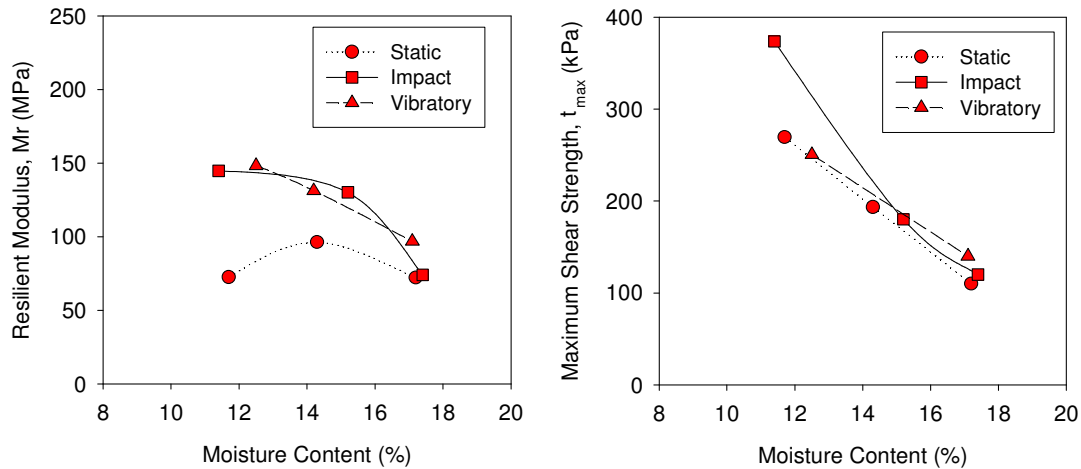 Resilient Modulus, Mr (MPa)
250
200
150
100
50
0
8 10 12 14 16 18 20
Moisture Content (%)
Static
Impact
Vibratory
Maximum Shear Strength, t_max (kPa)
400
300
200
100
0
8 10 12 14 16 18 20
Moisture Content (%)
Static
Impact
Vibratory